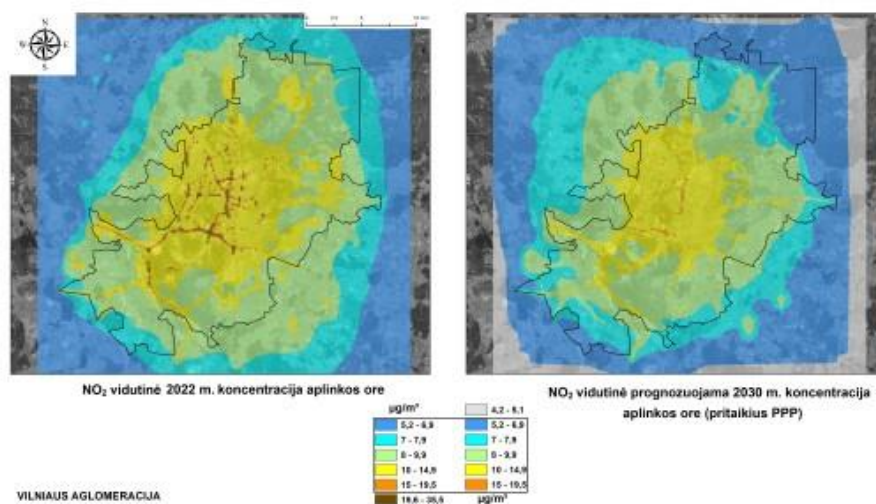 N
W E
S
NO₂ vidutinė 2022 m. koncentracija aplinkos ore
NO₂ vidutinė prognozuojama 2030 m. koncentracija
aplinkos ore (pritaikius PPP)
µg/m³
5,2 - 6,9
7 - 7,9
8 - 9,9
10 - 14,9
15 - 19,5
19,6 - 35,5
4,2 - 5,1
5,2 - 6,9
7 - 7,9
8 - 9,9
10 - 14,9
15 - 19,5
µg/m³
VILNIAUS AGLOMERACIJA